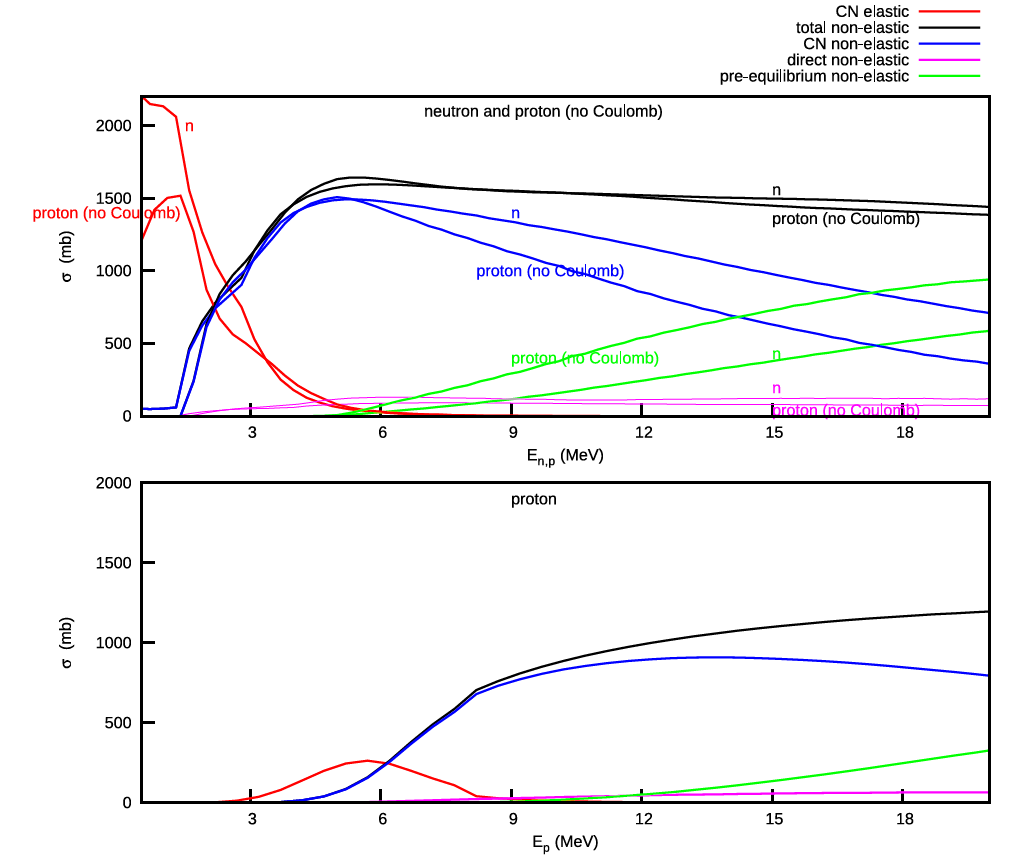 CN elastic
total non-elastic
CN non-elastic
direct non-elastic
pre-equilibrium non-elastic
neutron and proton (no Coulomb)
2000
n
1500
n
proton (no Coulomb)
n
proton (no Coulomb)
σ (mb)
1000
proton (no Coulomb)
500
n
proton (no Coulomb)
n
proton (no Coulomb)
0
3 6 9 12 15 18
En,p (MeV)
2000
proton
1500
σ (mb)
1000
500
0
3 6 9 12 15 18
Ep (MeV)